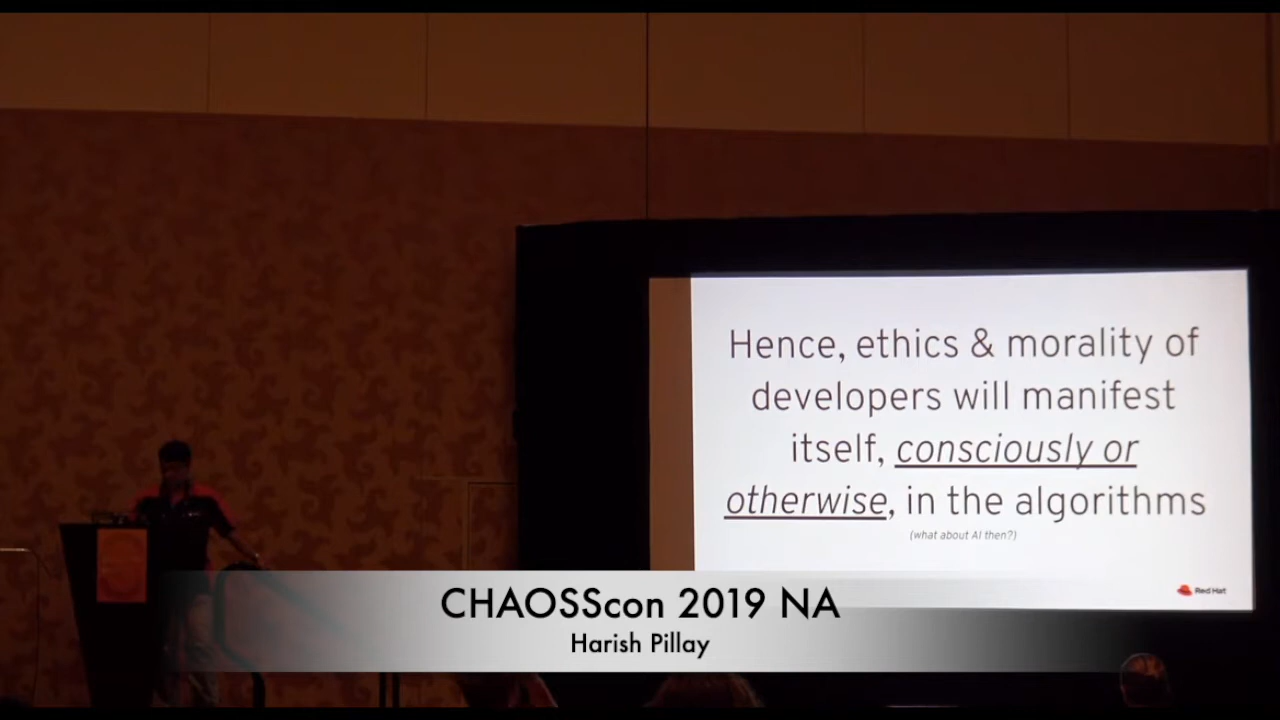 Hence, ethics & morality of
developers will manifest
itself, consciously or
otherwise, in the algorithms
(what about AI then?)
Red Hat
CHAOSScon 2019 NA
Harish Pillay